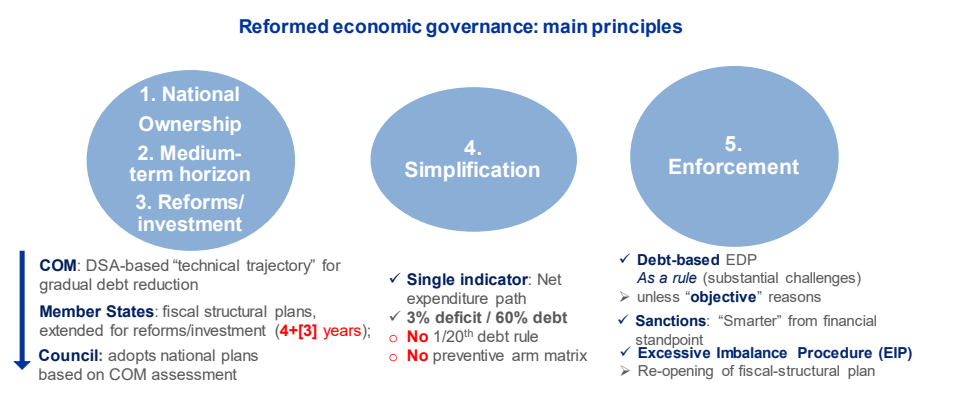 Reformed economic governance: main principles
1. National
Ownership
2. Medium-
term horizon
3. Reforms/
investment
4.
Simplification
5.
Enforcement
COM: DSA-based “technical trajectory” for
gradual debt reduction
Member States: fiscal structural plans,
extended for reforms/investment (4+[3] years);
Council: adopts national plans
based on COM assessment
✓ Single indicator: Net
expenditure path
✓ 3% deficit / 60% debt
o No 1/20th debt rule
o No preventive arm matrix
✓ Debt-based EDP
As a rule (substantial challenges)
➢ unless “objective” reasons
✓ Sanctions: “Smarter” from financial
standpoint
✓ Excessive Imbalance Procedure (EIP)
➢ Re-opening of fiscal-structural plan